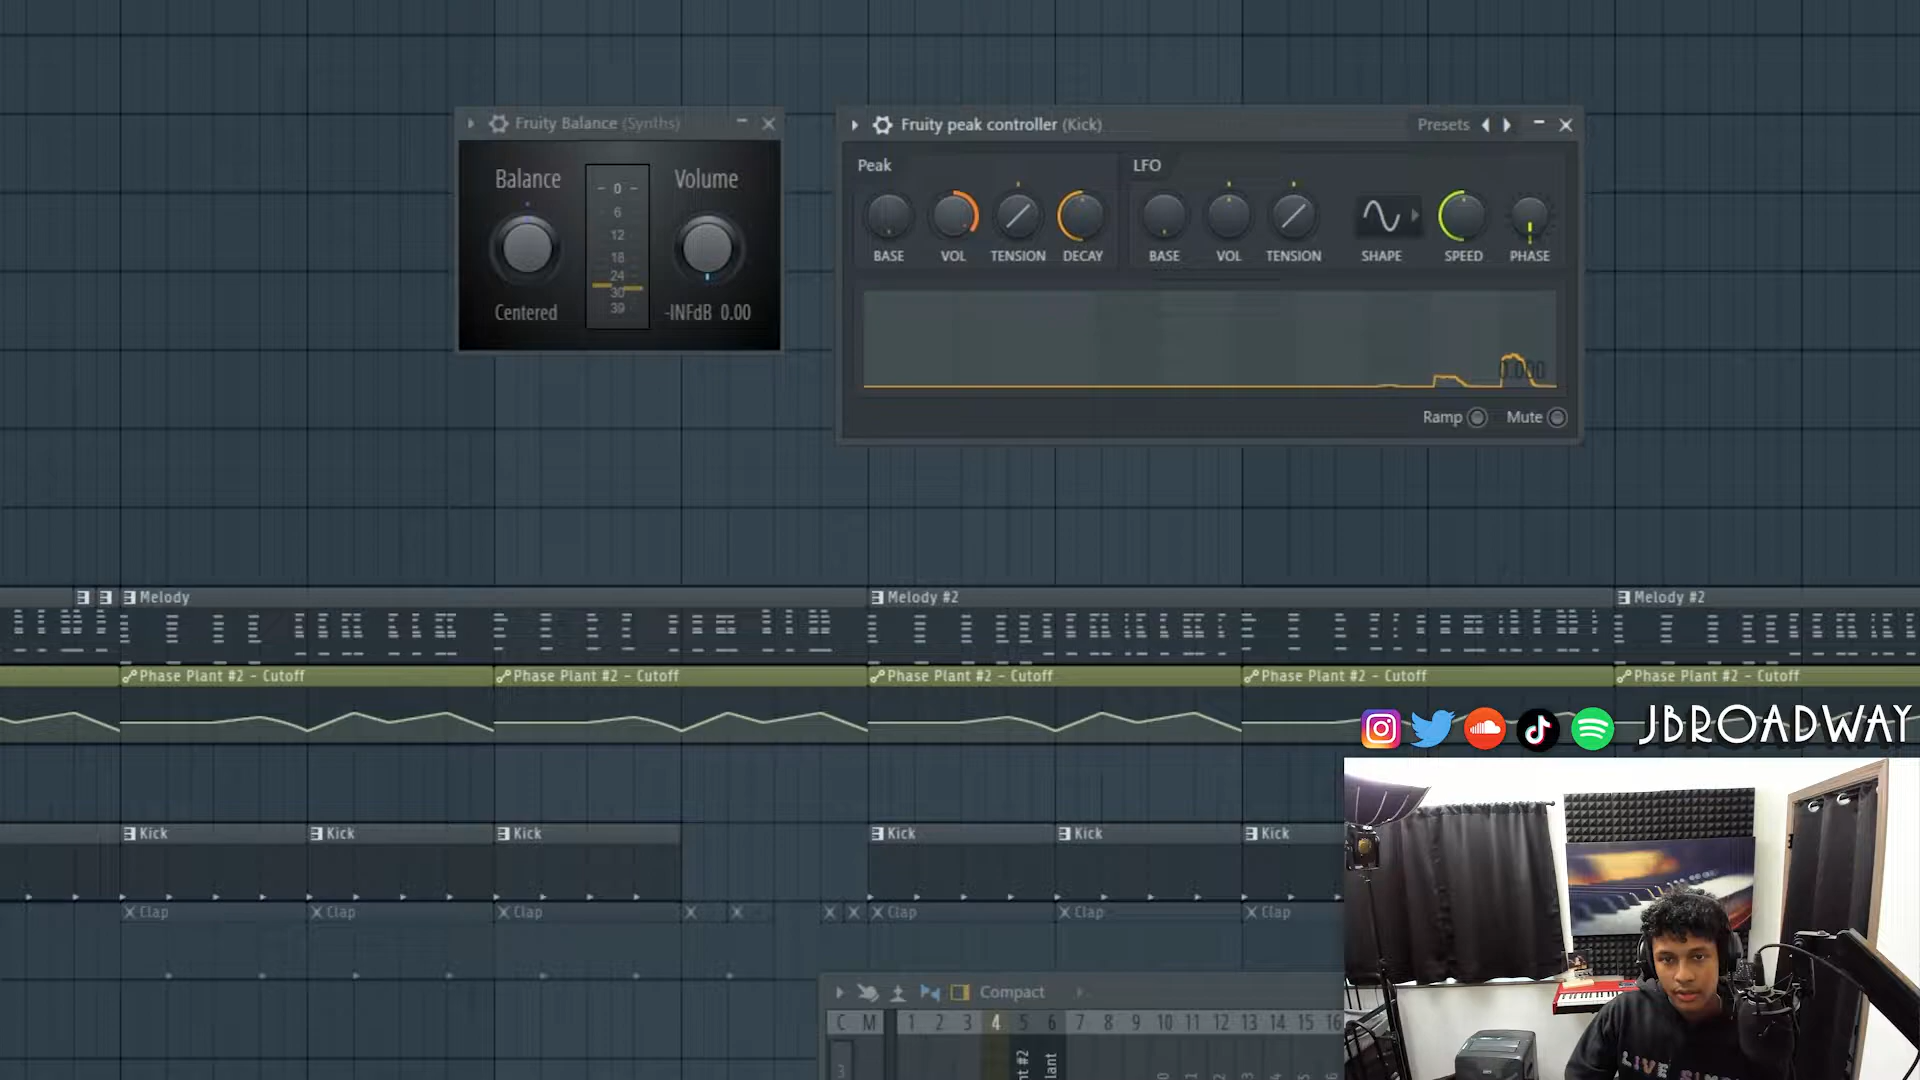 Fruity Balance (Synths)
Fruity peak controller (Kick)
Presets
Balance
Volume
0
6
12
18
24
30
39
Centered
-INFdB 0.00
Peak
LFO
BASE VOL TENSION DECAY
BASE VOL TENSION SHAPE SPEED PHASE
0.000
Ramp
Mute
Melody
Melody #2
Melody #2
Phase Plant #2 - Cutoff
Phase Plant #2 - Cutoff
Phase Plant #2 - Cutoff
Phase Plant #2 - Cutoff
Phase Plant #2 - Cutoff
JBROADWAY
Kick
Kick
Kick
Kick
Kick
Kick
Clap
Clap
Clap
Clap
Clap
Clap
Compact
C M 1 2 3 4 5 6 7 8 9 10 11 12 13 14 15 16
3